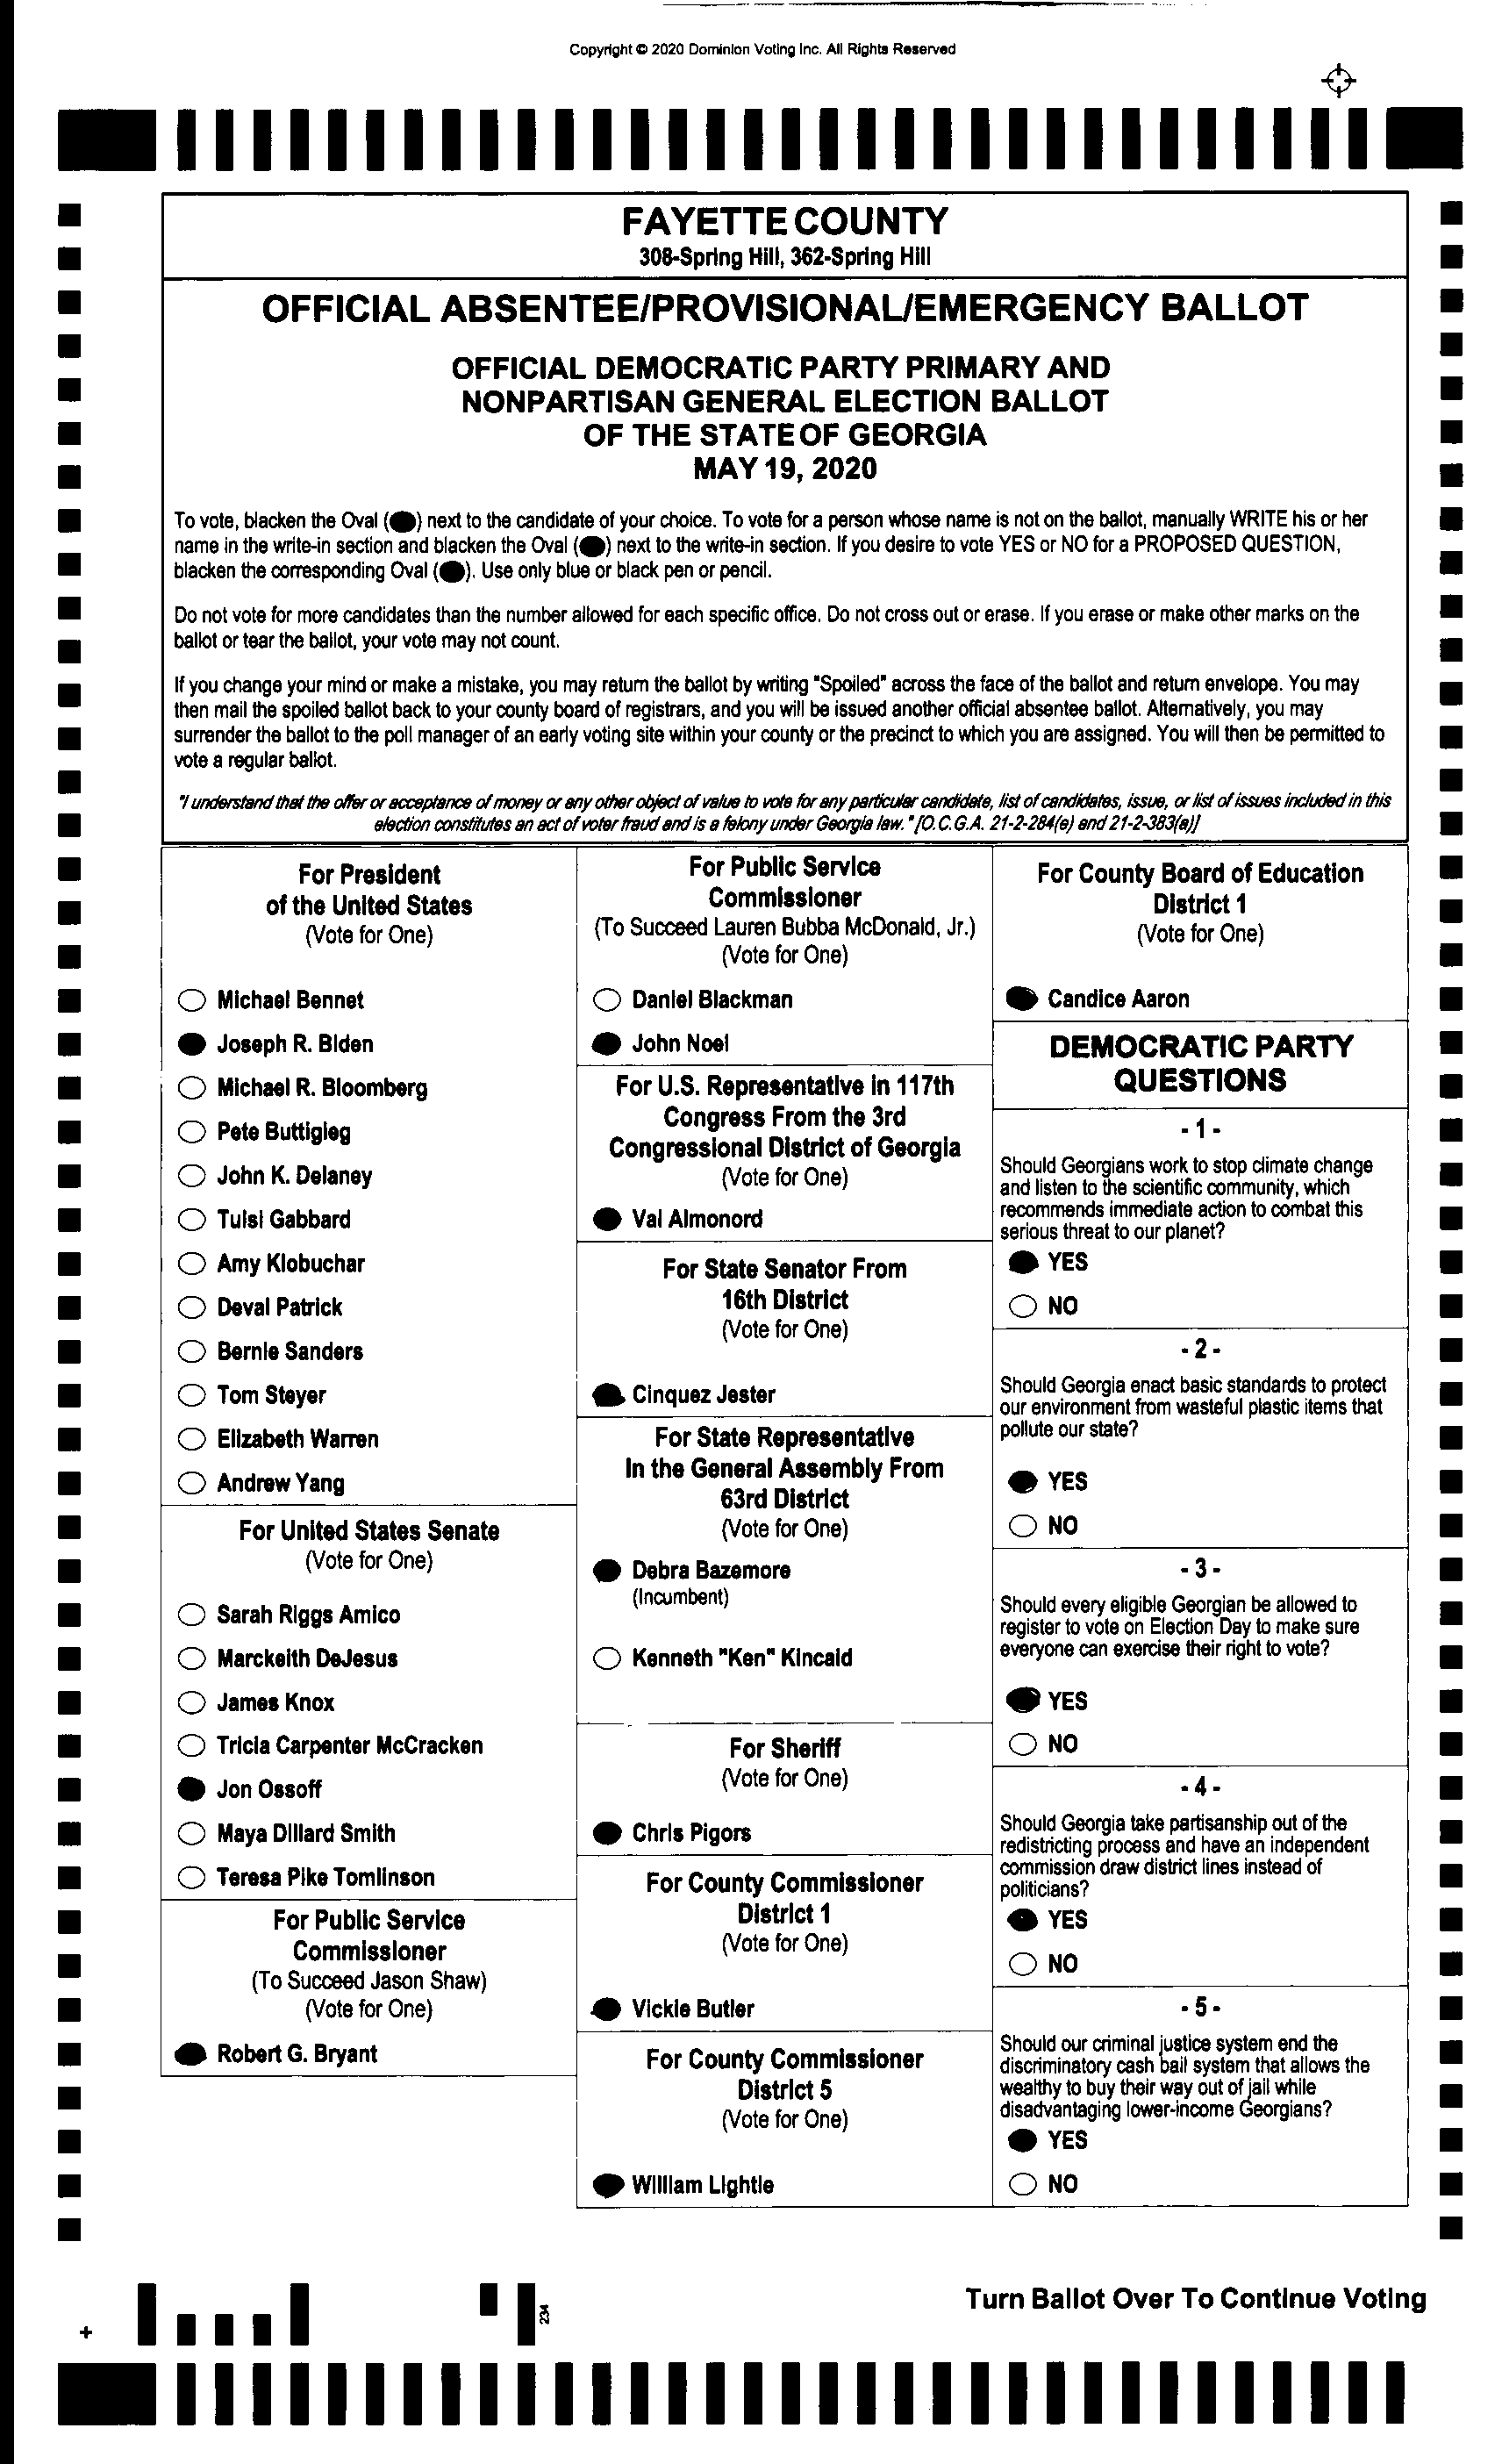 Copyright © 2020 Dominion Voting Inc. All Rights Reserved
FAYETTE COUNTY
308-Spring Hill, 362-Spring Hill
OFFICIAL ABSENTEE/PROVISIONAL/EMERGENCY BALLOT
OFFICIAL DEMOCRATIC PARTY PRIMARY AND
NONPARTISAN GENERAL ELECTION BALLOT
OF THE STATE OF GEORGIA
MAY 19, 2020
To vote, blacken the Oval ( ) next to the candidate of your choice. To vote for a person whose name is not on the ballot, manually WRITE his or her
name in the write-in section and blacken the Oval ( ) next to the write-in section. If you desire to vote YES or NO for a PROPOSED QUESTION,
blacken the corresponding Oval ( ). Use only blue or black pen or pencil.
Do not vote for more candidates than the number allowed for each specific office. Do not cross out or erase. If you erase or make other marks on the
ballot or tear the ballot, your vote may not count.
If you change your mind or make a mistake, you may return the ballot by writing "Spoiled" across the face of the ballot and return envelope. You may
then mail the spoiled ballot back to your county board of registrars, and you will be issued another official absentee ballot. Alternatively, you may
surrender the ballot to the poll manager of an early voting site within your county or the precinct to which you are assigned. You will then be permitted to
vote a regular ballot.
"I understand that the offer or acceptance of money or any other object of value to vote for any particular candidate, list of candidates, issue, or list of issues included in this
election constitutes an act of voter fraud and is a felony under Georgia law." [O.C.G.A. 21-2-284(e) and 21-2-383(a)]
For President
of the United States
(Vote for One)
Michael Bennet
Joseph R. Biden
Michael R. Bloomberg
Pete Buttigieg
John K. Delaney
Tulsi Gabbard
Amy Klobuchar
Deval Patrick
Bernie Sanders
Tom Steyer
Elizabeth Warren
Andrew Yang
For United States Senate
(Vote for One)
Sarah Riggs Amico
Marckeith DeJesus
James Knox
Tricia Carpenter McCracken
Jon Ossoff
Maya Dillard Smith
Teresa Pike Tomlinson
For Public Service
Commissioner
(To Succeed Jason Shaw)
(Vote for One)
Robert G. Bryant
For Public Service
Commissioner
(To Succeed Lauren Bubba McDonald, Jr.)
(Vote for One)
Daniel Blackman
John Noel
For U.S. Representative in 117th
Congress From the 3rd
Congressional District of Georgia
(Vote for One)
Val Almonord
For State Senator From
16th District
(Vote for One)
Cinquez Jester
For State Representative
In the General Assembly From
63rd District
(Vote for One)
Debra Bazemore
(Incumbent)
Kenneth "Ken" Kincaid
For Sheriff
(Vote for One)
Chris Pigors
For County Commissioner
District 1
(Vote for One)
Vickie Butler
For County Commissioner
District 5
(Vote for One)
William Lightle
For County Board of Education
District 1
(Vote for One)
Candice Aaron
DEMOCRATIC PARTY
QUESTIONS
- 1 -
Should Georgians work to stop climate change
and listen to the scientific community, which
recommends immediate action to combat this
serious threat to our planet?
YES
NO
- 2 -
Should Georgia enact basic standards to protect
our environment from wasteful plastic items that
pollute our state?
YES
NO
- 3 -
Should every eligible Georgian be allowed to
register to vote on Election Day to make sure
everyone can exercise their right to vote?
YES
NO
- 4 -
Should Georgia take partisanship out of the
redistricting process and have an independent
commission draw district lines instead of
politicians?
YES
NO
- 5 -
Should our criminal justice system end the
discriminatory cash bail system that allows the
wealthy to buy their way out of jail while
disadvantaging lower-income Georgians?
YES
NO
Turn Ballot Over To Continue Voting
234
+